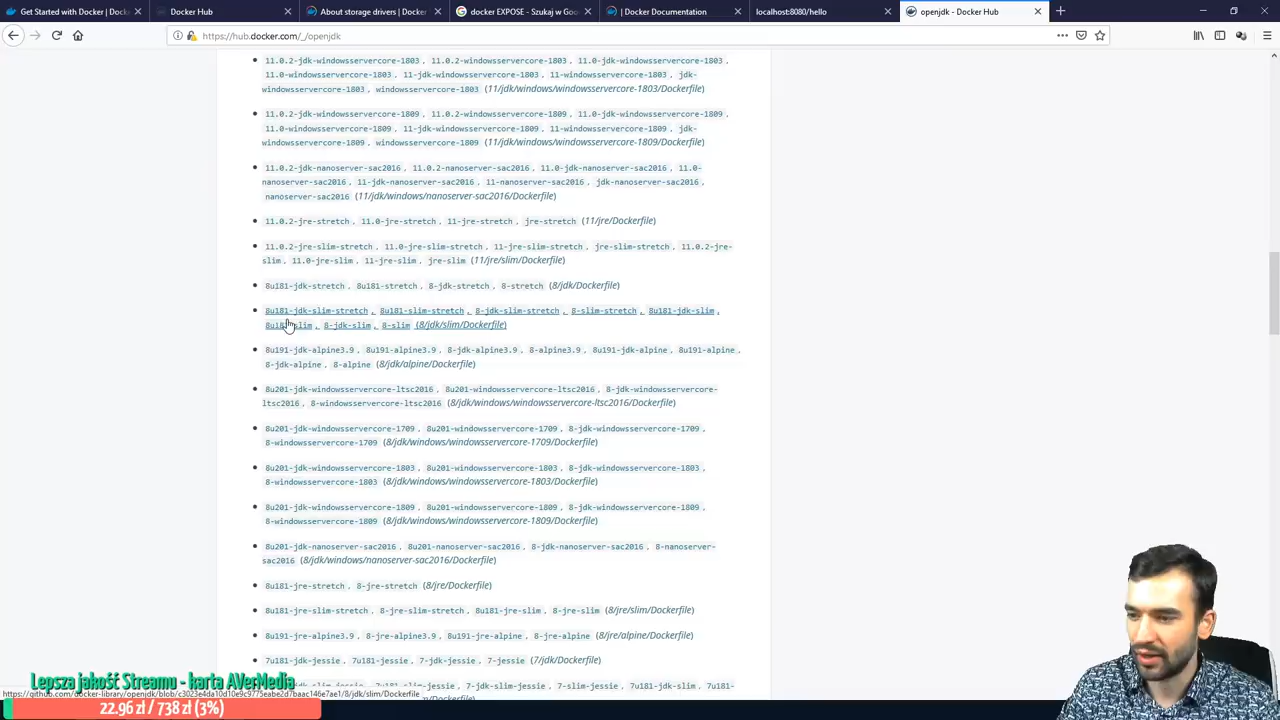 Get Started with Docker | Docke
Docker Hub
About storage drivers | Docker
docker EXPOSE - Szukaj w Goo
| Docker Documentation
localhost:8080/hello
openjdk - Docker Hub
https://hub.docker.com/_/openjdk
11.0.2-jdk-windowsservercore-1803, 11.0.2-windowsservercore-1803, 11.0-jdk-windowsservercore-1803,
11.0-windowsservercore-1803, 11-jdk-windowsservercore-1803, 11-windowsservercore-1803, jdk-
windowsservercore-1803, windowsservercore-1803 (11/jdk/windows/windowsservercore-1803/Dockerfile)
11.0.2-jdk-windowsservercore-1809, 11.0.2-windowsservercore-1809, 11.0-jdk-windowsservercore-1809,
11.0-windowsservercore-1809, 11-jdk-windowsservercore-1809, 11-windowsservercore-1809, jdk-
windowsservercore-1809, windowsservercore-1809 (11/jdk/windows/windowsservercore-1809/Dockerfile)
11.0.2-jdk-nanoserver-sac2016, 11.0.2-nanoserver-sac2016, 11.0-jdk-nanoserver-sac2016, 11.0-
nanoserver-sac2016, 11-jdk-nanoserver-sac2016, 11-nanoserver-sac2016, jdk-nanoserver-sac2016,
nanoserver-sac2016 (11/jdk/windows/nanoserver-sac2016/Dockerfile)
11.0.2-jre-stretch, 11.0-jre-stretch, 11-jre-stretch, jre-stretch (11/jre/Dockerfile)
11.0.2-jre-slim-stretch, 11.0-jre-slim-stretch, 11-jre-slim-stretch, jre-slim-stretch, 11.0.2-jre-
slim, 11.0-jre-slim, 11-jre-slim, jre-slim (11/jre/slim/Dockerfile)
8u181-jdk-stretch, 8u181-stretch, 8-jdk-stretch, 8-stretch (8/jdk/Dockerfile)
8u181-jdk-slim-stretch, 8u181-slim-stretch, 8-jdk-slim-stretch, 8-slim-stretch, 8u181-jdk-slim,
8u181-slim, 8-jdk-slim, 8-slim (8/jdk/slim/Dockerfile)
8u191-jdk-alpine3.9, 8u191-alpine3.9, 8-jdk-alpine3.9, 8-alpine3.9, 8u191-jdk-alpine, 8u191-alpine,
8-jdk-alpine, 8-alpine (8/jdk/alpine/Dockerfile)
8u201-jdk-windowsservercore-ltsc2016, 8u201-windowsservercore-ltsc2016, 8-jdk-windowsservercore-
ltsc2016, 8-windowsservercore-ltsc2016 (8/jdk/windows/windowsservercore-ltsc2016/Dockerfile)
8u201-jdk-windowsservercore-1709, 8u201-windowsservercore-1709, 8-jdk-windowsservercore-1709,
8-windowsservercore-1709 (8/jdk/windows/windowsservercore-1709/Dockerfile)
8u201-jdk-windowsservercore-1803, 8u201-windowsservercore-1803, 8-jdk-windowsservercore-1803,
8-windowsservercore-1803 (8/jdk/windows/windowsservercore-1803/Dockerfile)
8u201-jdk-windowsservercore-1809, 8u201-windowsservercore-1809, 8-jdk-windowsservercore-1809,
8-windowsservercore-1809 (8/jdk/windows/windowsservercore-1809/Dockerfile)
8u201-jdk-nanoserver-sac2016, 8u201-nanoserver-sac2016, 8-jdk-nanoserver-sac2016, 8-nanoserver-
sac2016 (8/jdk/windows/nanoserver-sac2016/Dockerfile)
8u181-jre-stretch, 8-jre-stretch (8/jre/Dockerfile)
8u181-jre-slim-stretch, 8-jre-slim-stretch, 8u181-jre-slim, 8-jre-slim (8/jre/slim/Dockerfile)
8u191-jre-alpine3.9, 8-jre-alpine3.9, 8u191-jre-alpine, 8-jre-alpine (8/jre/alpine/Dockerfile)
7u181-jdk-jessie, 7u181-jessie, 7-jdk-jessie, 7-jessie (7/jdk/Dockerfile)
-slim-jessie, 7-jdk-slim-jessie, 7-slim-jessie, 7u181-jdk-slim, 7u181-
Lepsza jakość Streamu - karta AVerMedia
22.96 zł / 738 zł (3%)